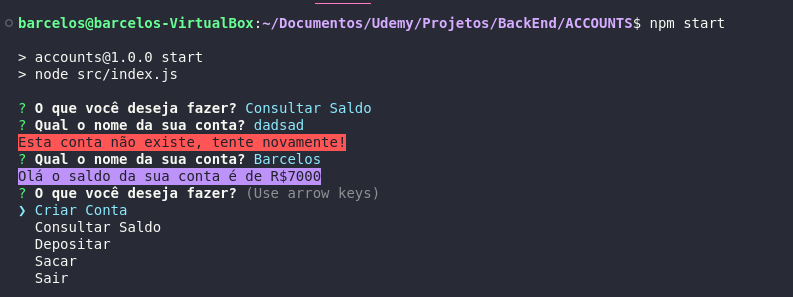 barcelos@barcelos-VirtualBox:~/Documentos/Udemy/Projetos/BackEnd/ACCOUNTS$ npm start
> accounts@1.0.0 start
> node src/index.js
? O que você deseja fazer? Consultar Saldo
? Qual o nome da sua conta? dadsad
Esta conta não existe, tente novamente!
? Qual o nome da sua conta? Barcelos
Olá o saldo da sua conta é de R$7000
? O que você deseja fazer? (Use arrow keys)
❯ Criar Conta
Consultar Saldo
Depositar
Sacar
Sair